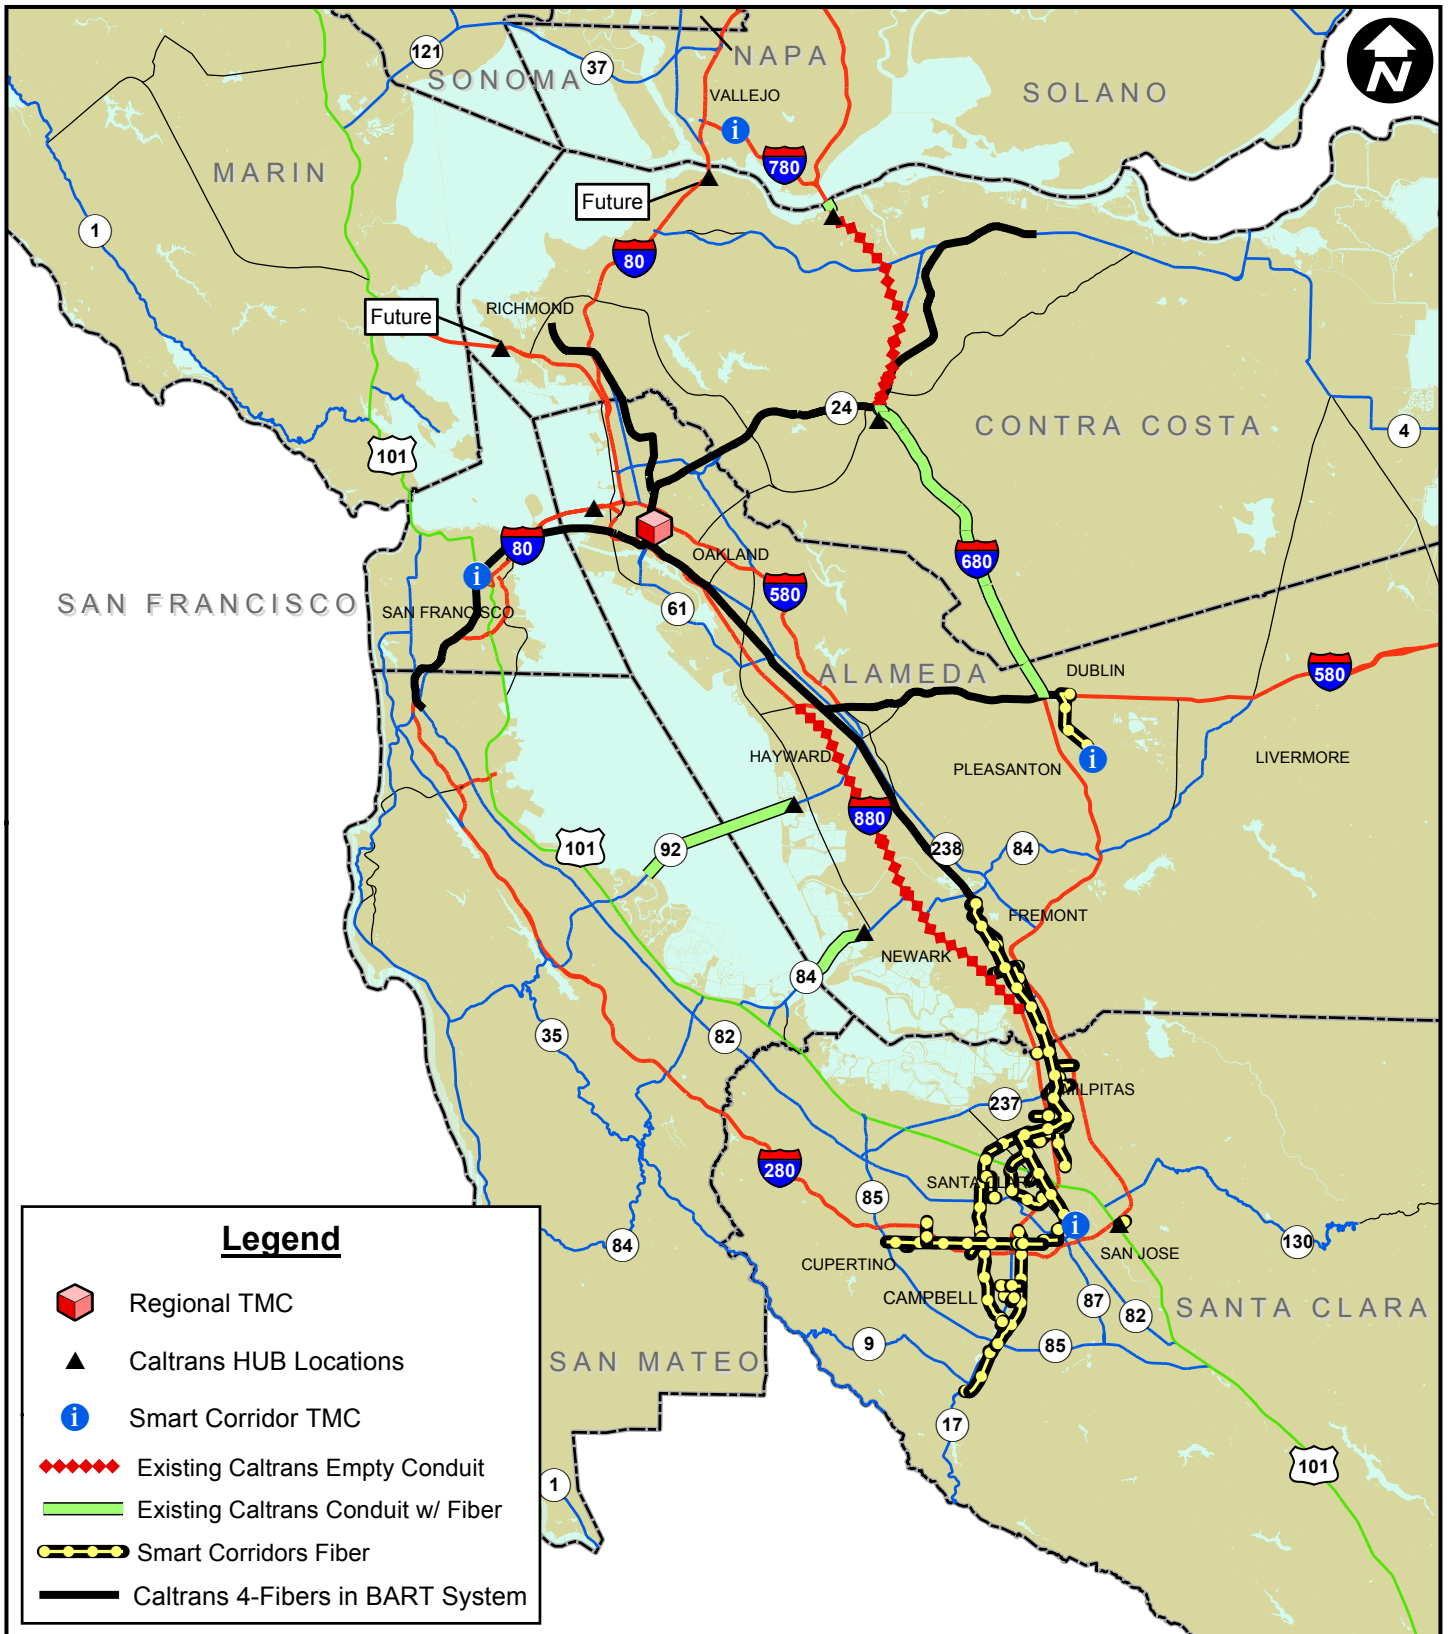 N
121
SONOMA
37
NAPA
SOLANO
VALLEJO
MARIN
780
Future
1
80
RICHMOND
Future
24
CONTRA COSTA
4
101
80
680
OAKLAND
580
SAN FRANCISCO
SAN FRANCISCO
61
ALAMEDA
DUBLIN
580
HAYWARD
PLEASANTON
LIVERMORE
880
92
101
238
84
FREMONT
NEWARK
84
35
82
237
MILPITAS
280
85
SANTA CLARA
84
CUPERTINO
SAN JOSE
130
CAMPBELL
87
82
SANTA CLARA
9
85
SAN MATEO
17
101
1
Legend
Regional TMC
Caltrans HUB Locations
i Smart Corridor TMC
Existing Caltrans Empty Conduit
Existing Caltrans Conduit w/ Fiber
Smart Corridors Fiber
Caltrans 4-Fibers in BART System
i
i
i
i